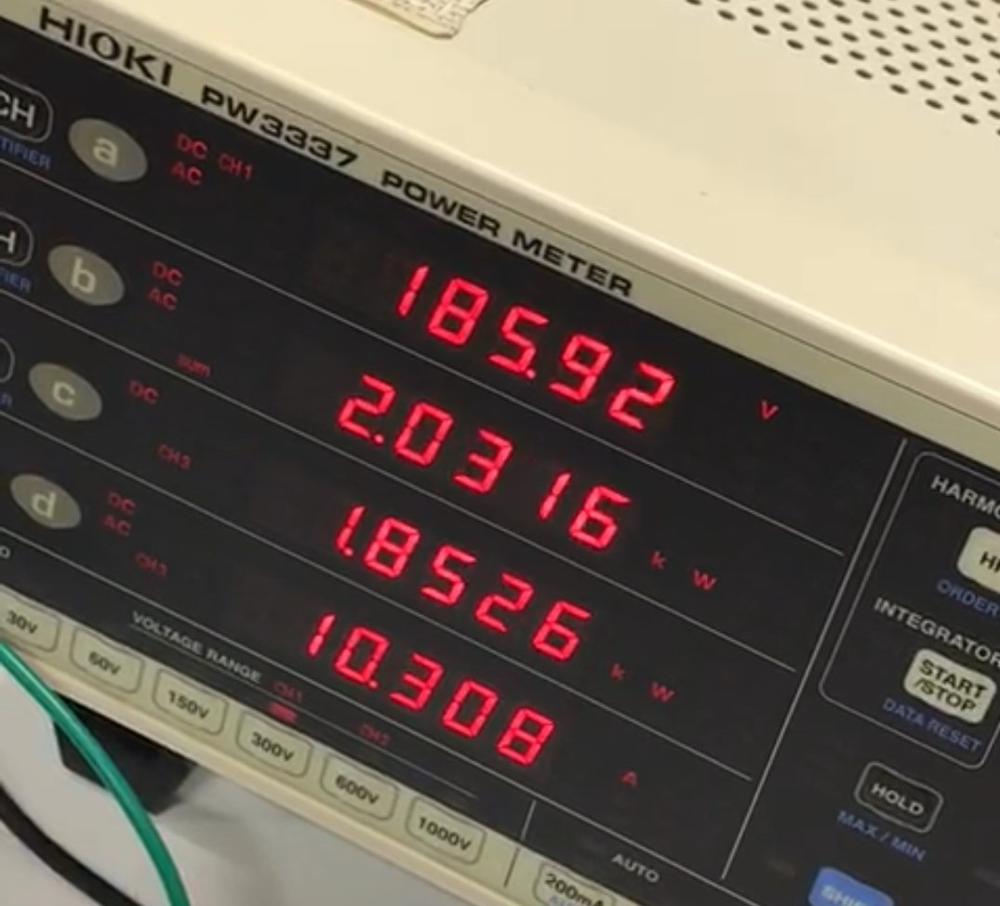 HIOKI PW3337 POWER METER
CH a DC CH1
AC
TIFIER
185.92 V
H b DC
AC
IER
sum
2.0316 k W
c DC
R
CH3
1.8526 k W
d DC
AC
CH3
10.308 A
VOLTAGE RANGE CH1
CH2
30V 60V 150V 300V 600V 1000V
AUTO
200mA
HARMO
ORDER
INTEGRATOR
START
/STOP
DATA RESET
HOLD
MAX / MIN